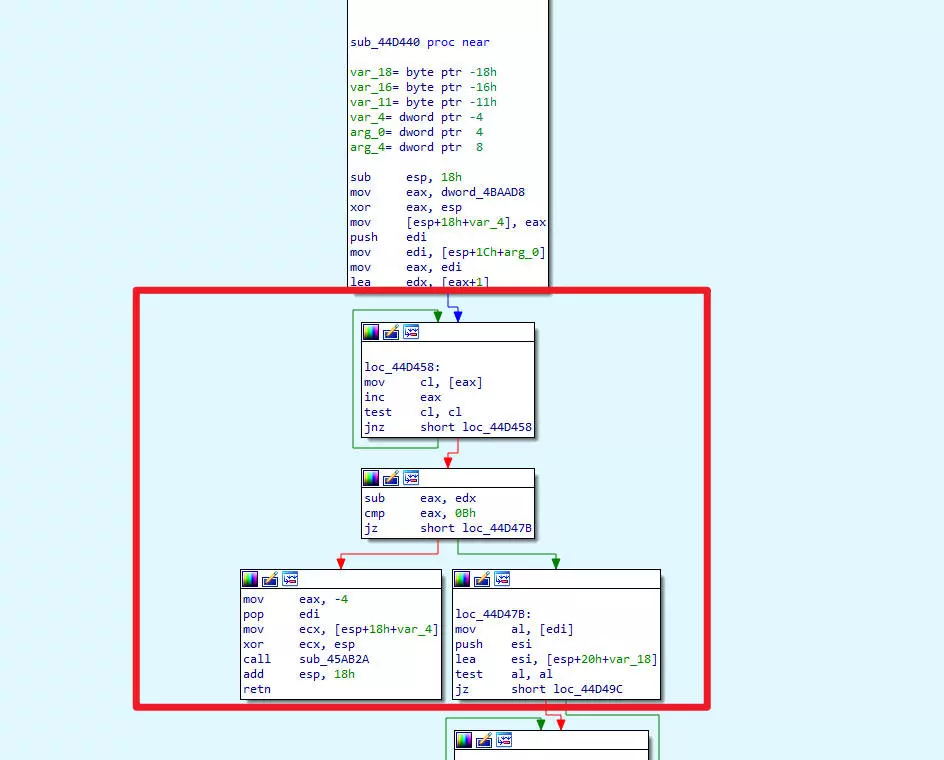 sub_44D440 proc near
var_18= byte ptr -18h
var_16= byte ptr -16h
var_11= byte ptr -11h
var_4= dword ptr -4
arg_0= dword ptr  4
arg_4= dword ptr  8
sub     esp, 18h
mov     eax, dword_4BAAD8
xor     eax, esp
mov     [esp+18h+var_4], eax
push    edi
mov     edi, [esp+1Ch+arg_0]
mov     eax, edi
lea     edx, [eax+1]
loc_44D458:
mov     cl, [eax]
inc     eax
test    cl, cl
jnz     short loc_44D458
sub     eax, edx
cmp     eax, 0Bh
jz      short loc_44D47B
mov     eax, -4
pop     edi
mov     ecx, [esp+18h+var_4]
xor     ecx, esp
call    sub_45AB2A
add     esp, 18h
retn
loc_44D47B:
mov     al, [edi]
push    esi
lea     esi, [esp+20h+var_18]
test    al, al
jz      short loc_44D49C